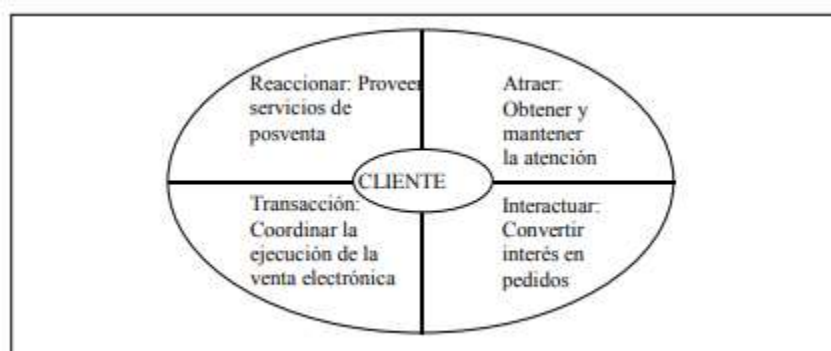 Reaccionar: Proveer
servicios de
posventa
Atraer:
Obtener y
mantener
la atención
CLIENTE
Transacción:
Coordinar la
ejecución de la
venta electrónica
Interactuar:
Convertir
interés en
pedidos